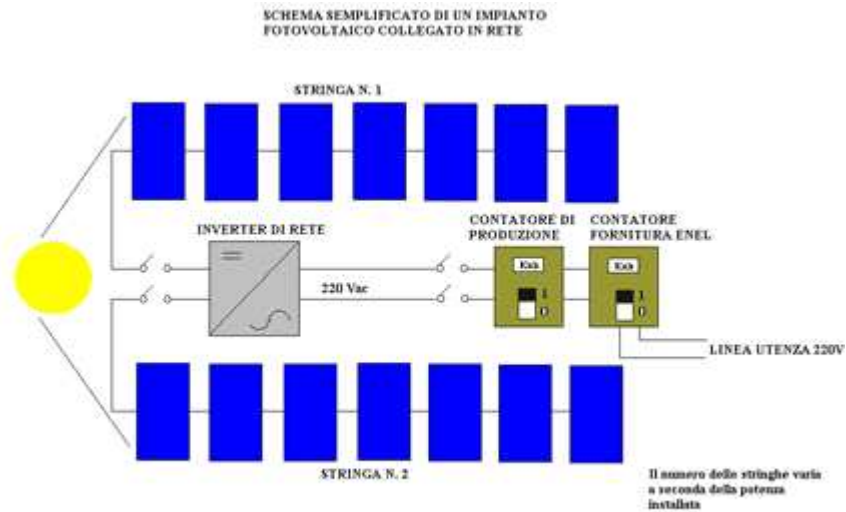 SCHEMA SEMPLIFICATO DI UN IMPIANTO
FOTOVOLTAICO COLLEGATO IN RETE
STRINGA N. 1
INVERTER DI RETE
CONTATORE DI
PRODUZIONE
CONTATORE
FORNITURA ENEL
Kwh
Kwh
220 Vac
1
0
1
0
LINEA UTENZA 220V
STRINGA N. 2
Il numero delle stringhe varia
a seconda della potenza
installata